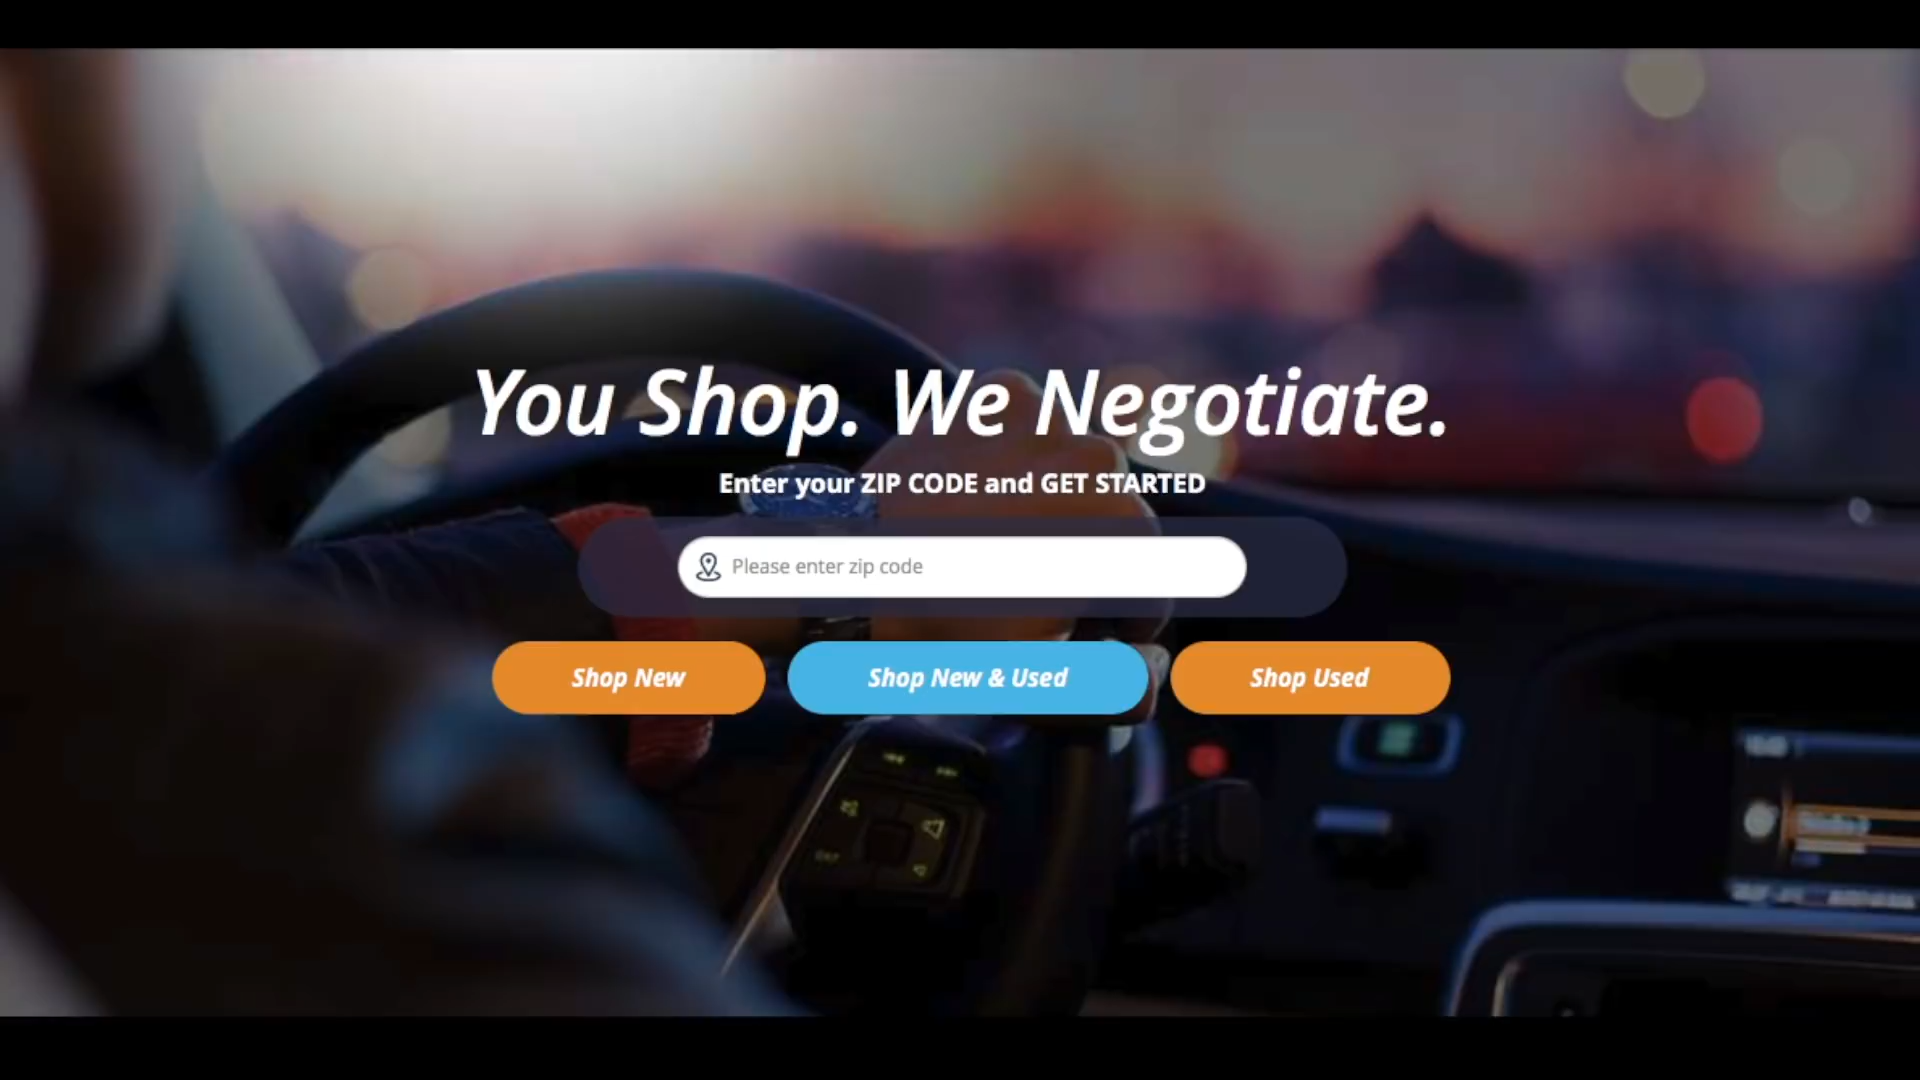 You Shop. We Negotiate.
Enter your ZIP CODE and GET STARTED
Please enter zip code
Shop New
Shop New & Used
Shop Used